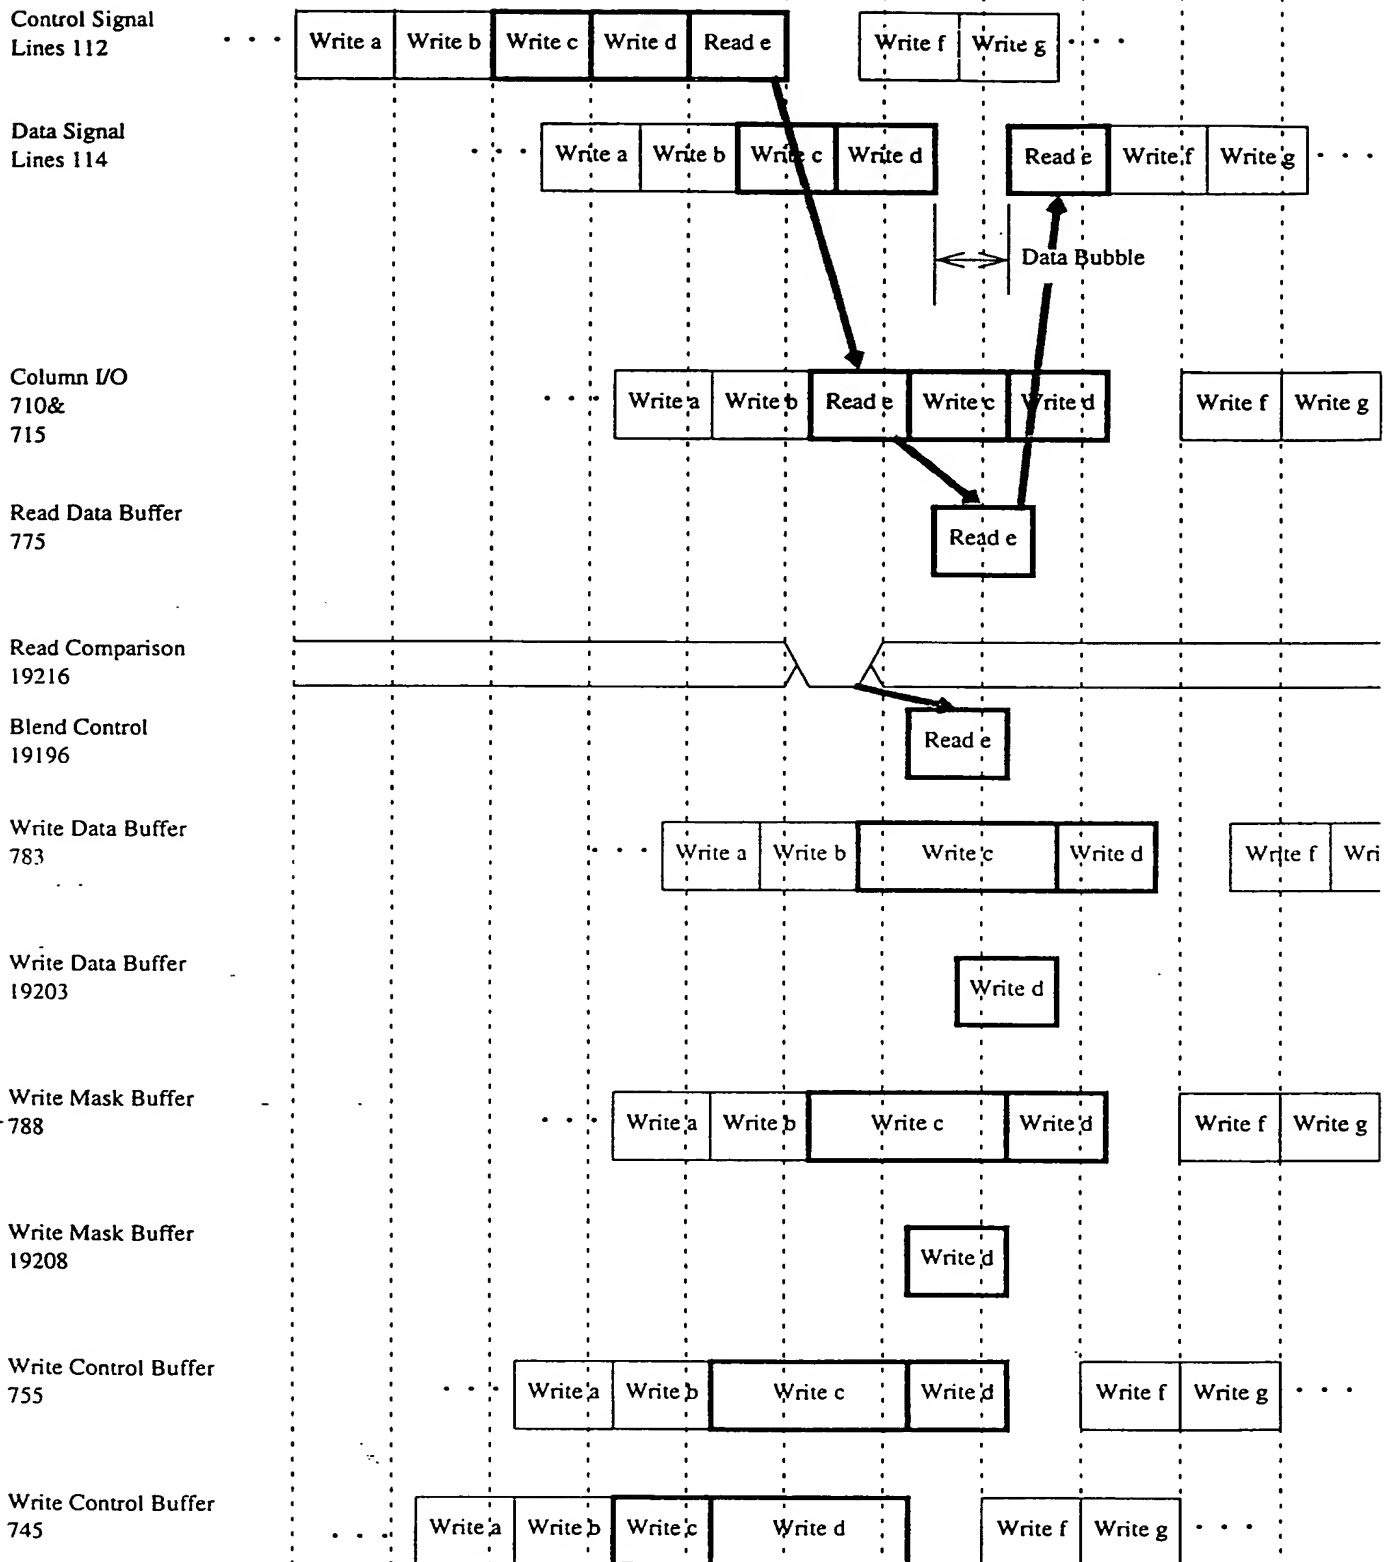 Control Signal
Lines 112
· · · Write a Write b Write c Write d Read e Write f Write g · · ·
Data Signal
Lines 114
· · · Write a Write b Write c Write d Read e Write f Write g · · ·
Data Bubble
Column I/O
710&
715
· · · Write a Write b Read e Write c Write d Write f Write g
Read Data Buffer
775
Read e
Read Comparison
19216
Blend Control
19196
Read e
Write Data Buffer
783
· · · Write a Write b Write c Write d Write f Wri
Write Data Buffer
19203
Write d
Write Mask Buffer
788
· · · Write a Write b Write c Write d Write f Write g
Write Mask Buffer
19208
Write d
Write Control Buffer
755
· · · Write a Write b Write c Write d Write f Write g · · ·
Write Control Buffer
745
· · · Write a Write b Write c Write d Write f Write g · · ·